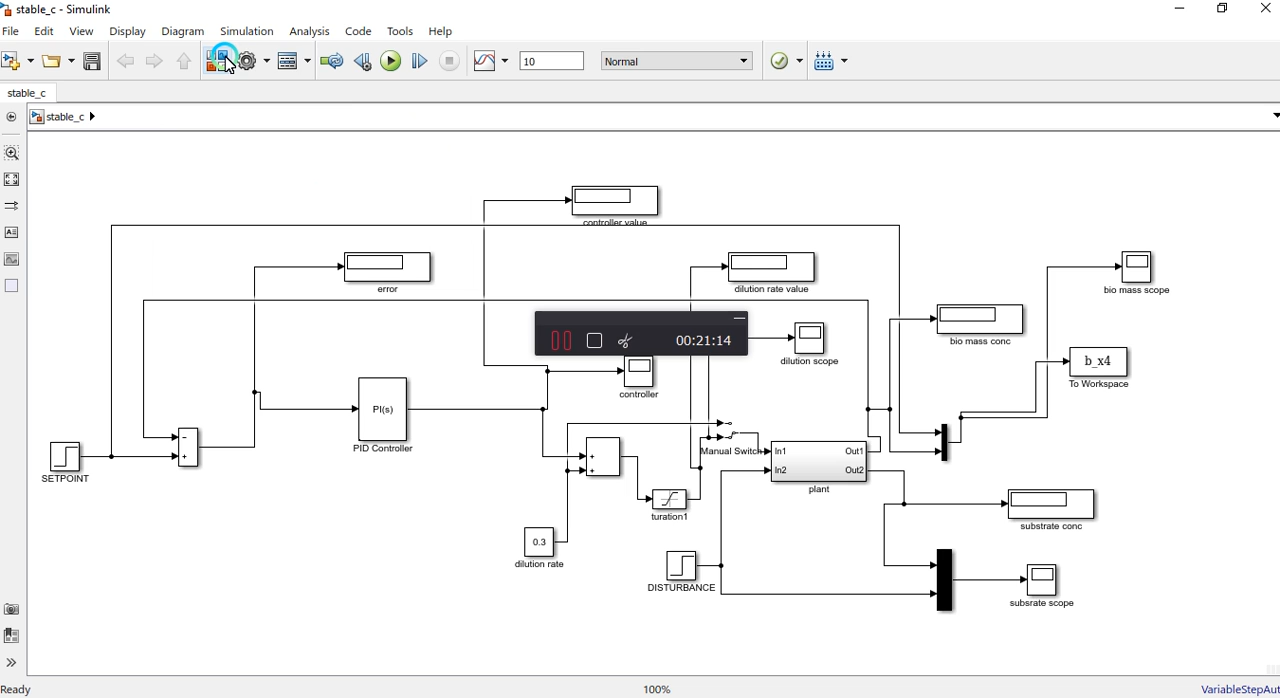 stable_c - Simulink
File Edit View Display Diagram Simulation Analysis Code Tools Help
10 Normal
stable_c
stable_c
controller value
error
dilution rate value
bio mass scope
bio mass conc
00:21:14
dilution scope
b_x4
To Workspace
controller
PI(s)
PID Controller
SETPOINT
-
+
+
+
Manual Switch
In1 Out1
In2 Out2
plant
turation1
substrate conc
0.3
dilution rate
DISTURBANCE
subsrate scope
Ready 100% VariableStepAut